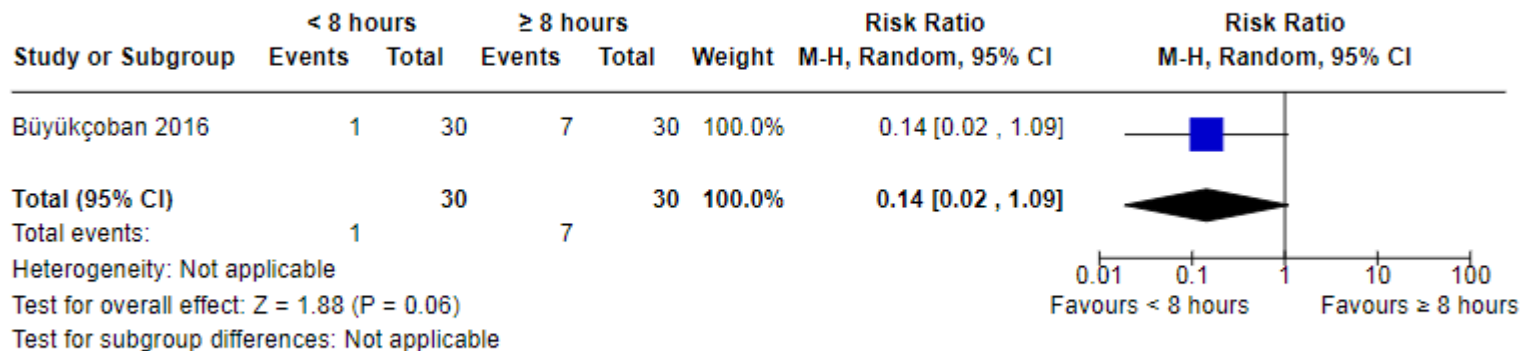 < 8 hours ≥ 8 hours Risk Ratio Risk Ratio
Study or Subgroup Events Total Events Total Weight M-H, Random, 95% CI M-H, Random, 95% CI
Büyükçoban 2016 1 30 7 30 100.0% 0.14 [0.02 , 1.09]
Total (95% CI) 30 30 100.0% 0.14 [0.02 , 1.09]
Total events: 1 7
Heterogeneity: Not applicable
0.01 0.1 1 10 100
Test for overall effect: Z = 1.88 (P = 0.06) Favours < 8 hours Favours ≥ 8 hours
Test for subgroup differences: Not applicable